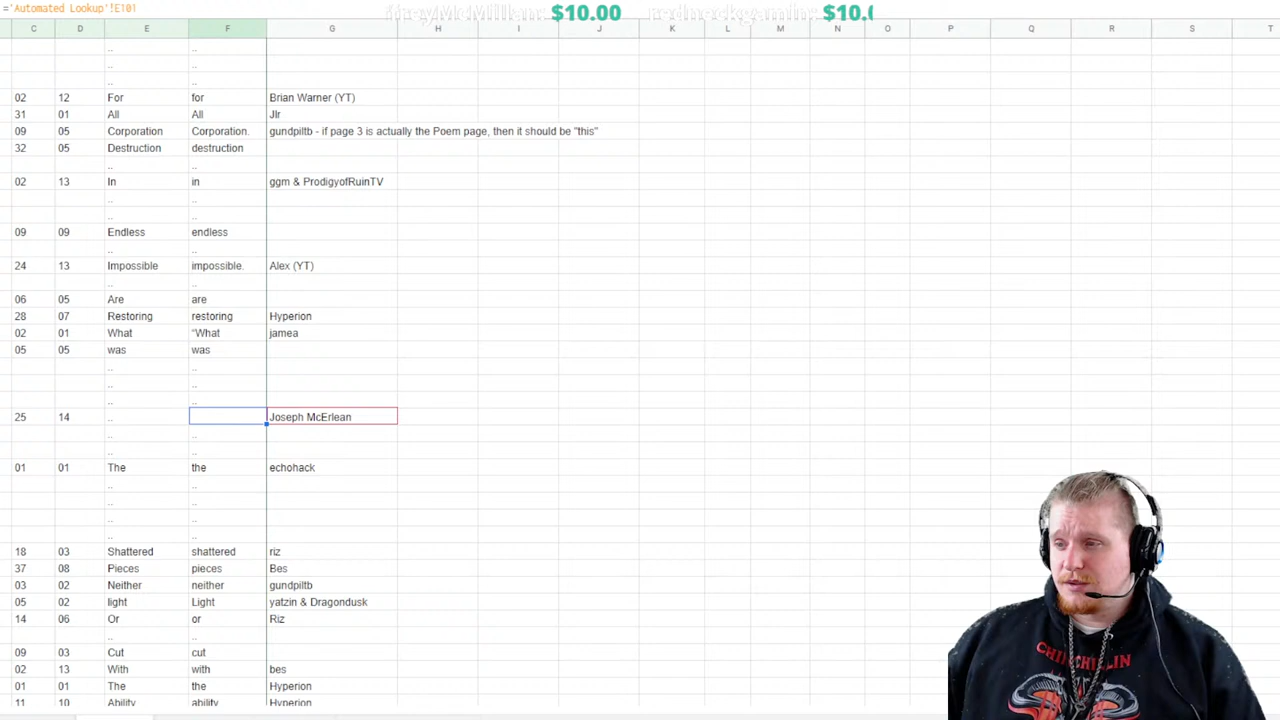 ='Automated Lookup'!E101
freyMcMillan: $10.00 redneckgamin: $10.0
C D E F G H I J K L M N O P Q R S T
..  ..
..  ..
..  ..
02 12 For for Brian Warner (YT)
31 01 All All Jlr
09 05 Corporation Corporation. gundpiltb - if page 3 is actually the Poem page, then it should be "this"
32 05 Destruction destruction
..  ..
02 13 In in ggm & ProdigyofRuinTV
..  ..
..  ..
09 09 Endless endless
..  ..
24 13 Impossible impossible. Alex (YT)
..  ..
06 05 Are are
28 07 Restoring restoring Hyperion
02 01 What “What jamea
05 05 was was
..  ..
..  ..
..  ..
25 14 .. Joseph McErlean
..  ..
..  ..
01 01 The the echohack
..  ..
..  ..
..  ..
..  ..
18 03 Shattered shattered riz
37 08 Pieces pieces Bes
03 02 Neither neither gundpiltb
05 02 light Light yatzin & Dragondusk
14 06 Or or Riz
..  ..
09 03 Cut cut
02 13 With with bes
01 01 The the Hyperion
11 10 Ability ability Hyperion